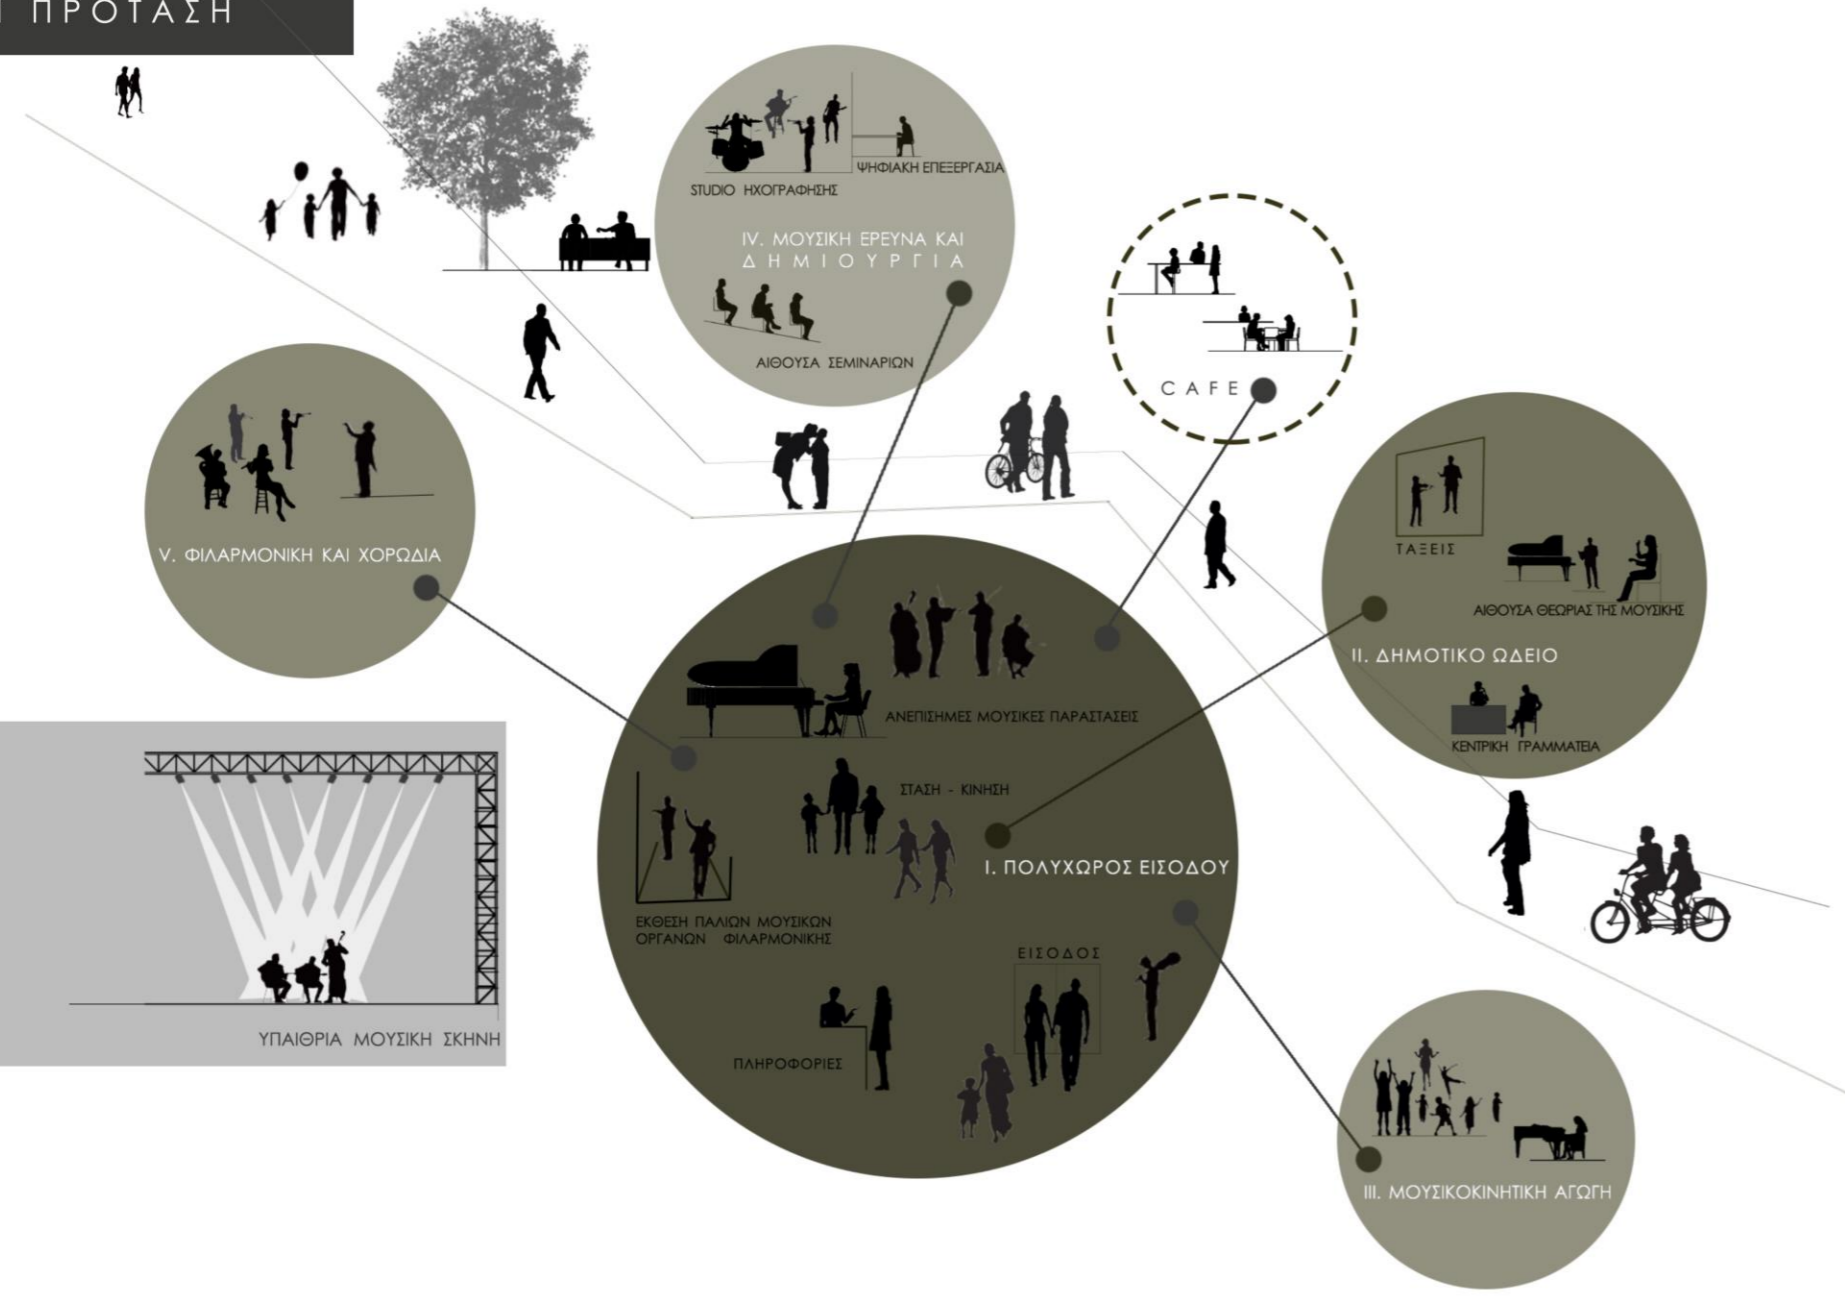 ΠΡΟΤΑΣΗ
ΨΗΦΙΑΚΗ ΕΠΕΞΕΡΓΑΣΙΑ
STUDIO ΗΧΟΓΡΑΦΗΣΗΣ
IV. ΜΟΥΣΙΚΗ ΕΡΕΥΝΑ ΚΑΙ
ΔΗΜΙΟΥΡΓΙΑ
ΑΙΘΟΥΣΑ ΣΕΜΙΝΑΡΙΩΝ
CAFE
V. ΦΙΛΑΡΜΟΝΙΚΗ ΚΑΙ ΧΟΡΩΔΙΑ
ΤΑΞΕΙΣ
ΑΙΘΟΥΣΑ ΘΕΩΡΙΑΣ ΤΗΣ ΜΟΥΣΙΚΗΣ
II. ΔΗΜΟΤΙΚΟ ΩΔΕΙΟ
ΚΕΝΤΡΙΚΗ ΓΡΑΜΜΑΤΕΙΑ
ΑΝΕΠΙΣΗΜΕΣ ΜΟΥΣΙΚΕΣ ΠΑΡΑΣΤΑΣΕΙΣ
ΣΤΑΣΗ - ΚΙΝΗΣΗ
I. ΠΟΛΥΧΩΡΟΣ ΕΙΣΟΔΟΥ
ΕΚΘΕΣΗ ΠΑΛΙΩΝ ΜΟΥΣΙΚΩΝ
ΟΡΓΑΝΩΝ ΦΙΛΑΡΜΟΝΙΚΗΣ
ΕΙΣΟΔΟΣ
ΠΛΗΡΟΦΟΡΙΕΣ
ΥΠΑΙΘΡΙΑ ΜΟΥΣΙΚΗ ΣΚΗΝΗ
III. ΜΟΥΣΙΚΟΚΙΝΗΤΙΚΗ ΑΓΩΓΗ